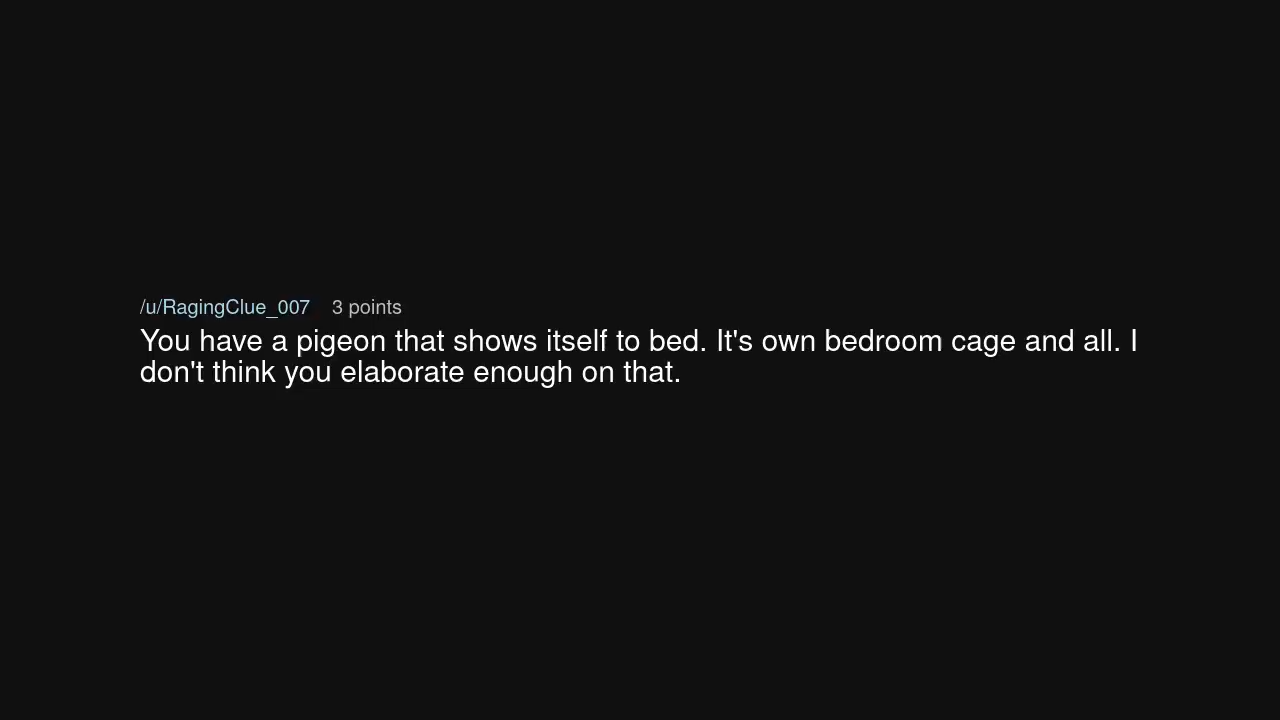 /u/RagingClue_007 3 points
You have a pigeon that shows itself to bed. It's own bedroom cage and all. I
don't think you elaborate enough on that.